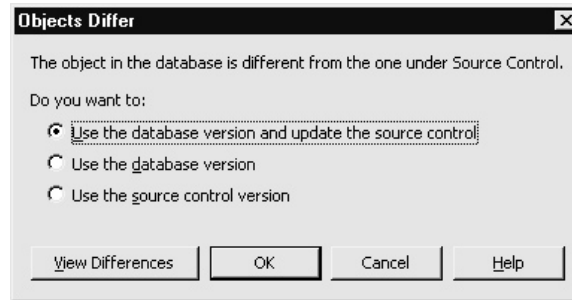 Objects Differ
The object in the database is different from the one under Source Control.
Do you want to:
Use the database version and update the source control
Use the database version
Use the source control version
View Differences OK Cancel Help